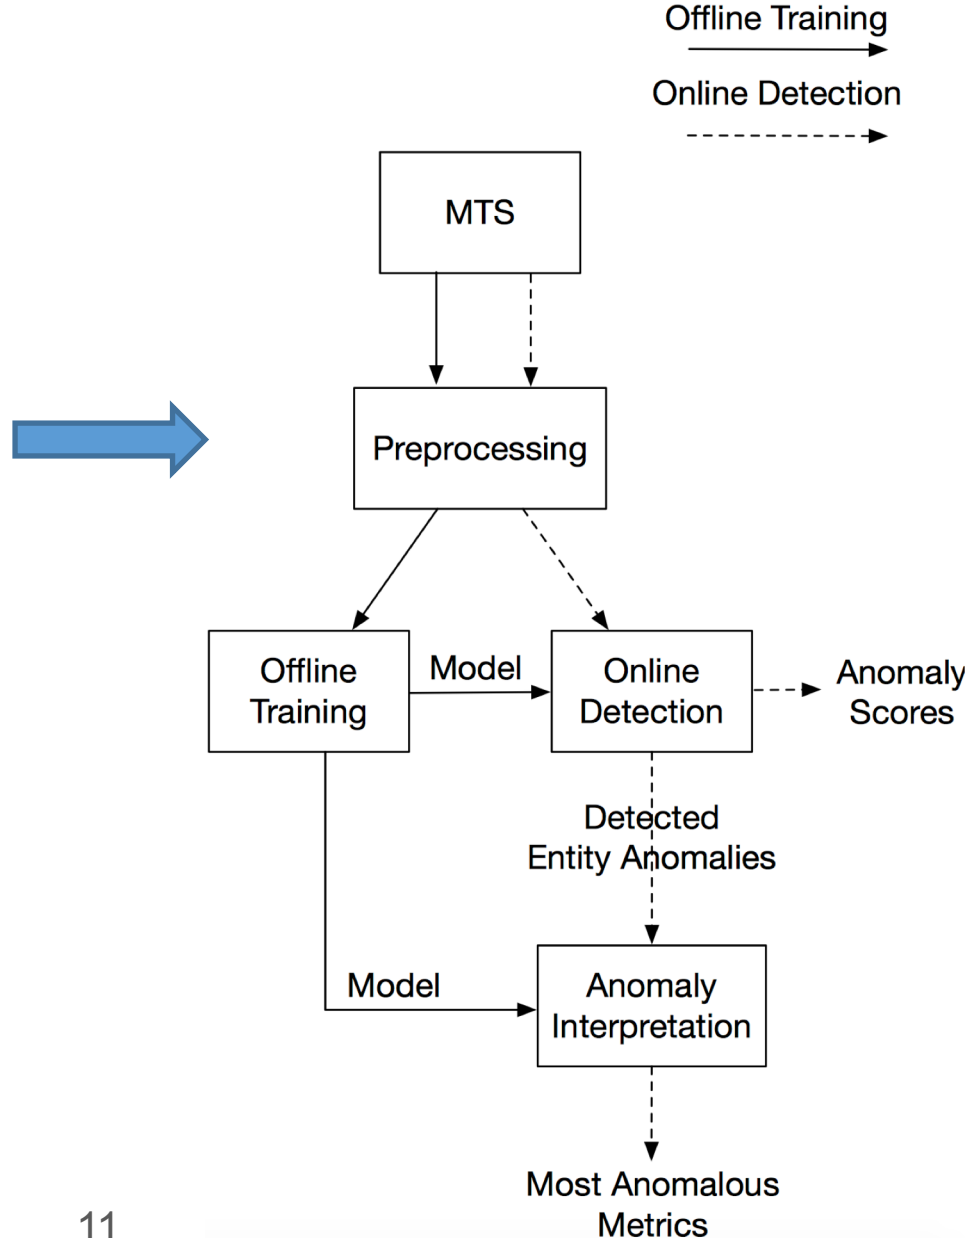 Offline Training
Online Detection
MTS
Preprocessing
Offline
Training
Model
Online
Detection
Anomaly
Scores
Detected
Entity Anomalies
Model
Anomaly
Interpretation
Most Anomalous
Metrics
11